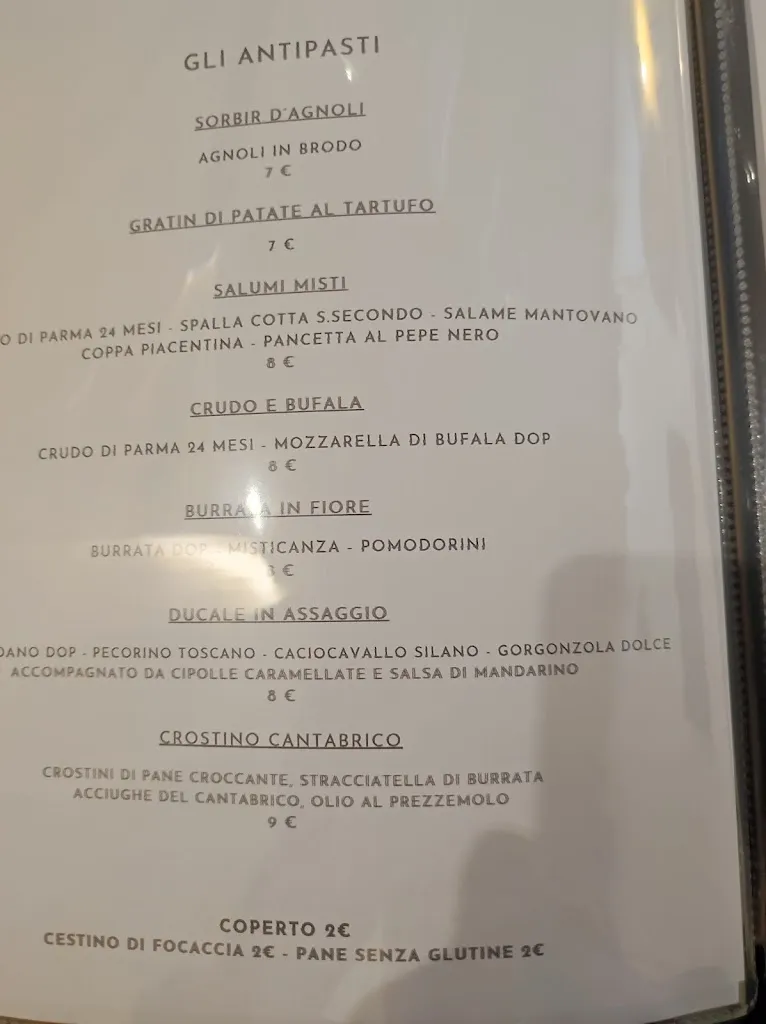 GLI ANTIPASTI
SORBIR D'AGNOLI
AGNOLI IN BRODO
7 €
GRATIN DI PATATE AL TARTUFO
7 €
SALUMI MISTI
O DI PARMA 24 MESI - SPALLA COTTA S.SECONDO - SALAME MANTOVANO
COPPA PIACENTINA - PANCETTA AL PEPE NERO
8 €
CRUDO E BUFALA
CRUDO DI PARMA 24 MESI - MOZZARELLA DI BUFALA DOP
8 €
BURRATA IN FIORE
BURRATA DOP - MISTICANZA - POMODORINI
€
DUCALE IN ASSAGGIO
DANO DOP - PECORINO TOSCANO - CACIOCAVALLO SILANO - GORGONZOLA DOLCE
ACCOMPAGNATO DA CIPOLLE CARAMELLATE E SALSA DI MANDARINO
8 €
CROSTINO CANTABRICO
CROSTINI DI PANE CROCCANTE, STRACCIATELLA DI BURRATA
ACCIUGHE DEL CANTABRICO, OLIO AL PREZZEMOLO
9 €
COPERTO 2€
CESTINO DI FOCACCIA 2€ - PANE SENZA GLUTINE 2€